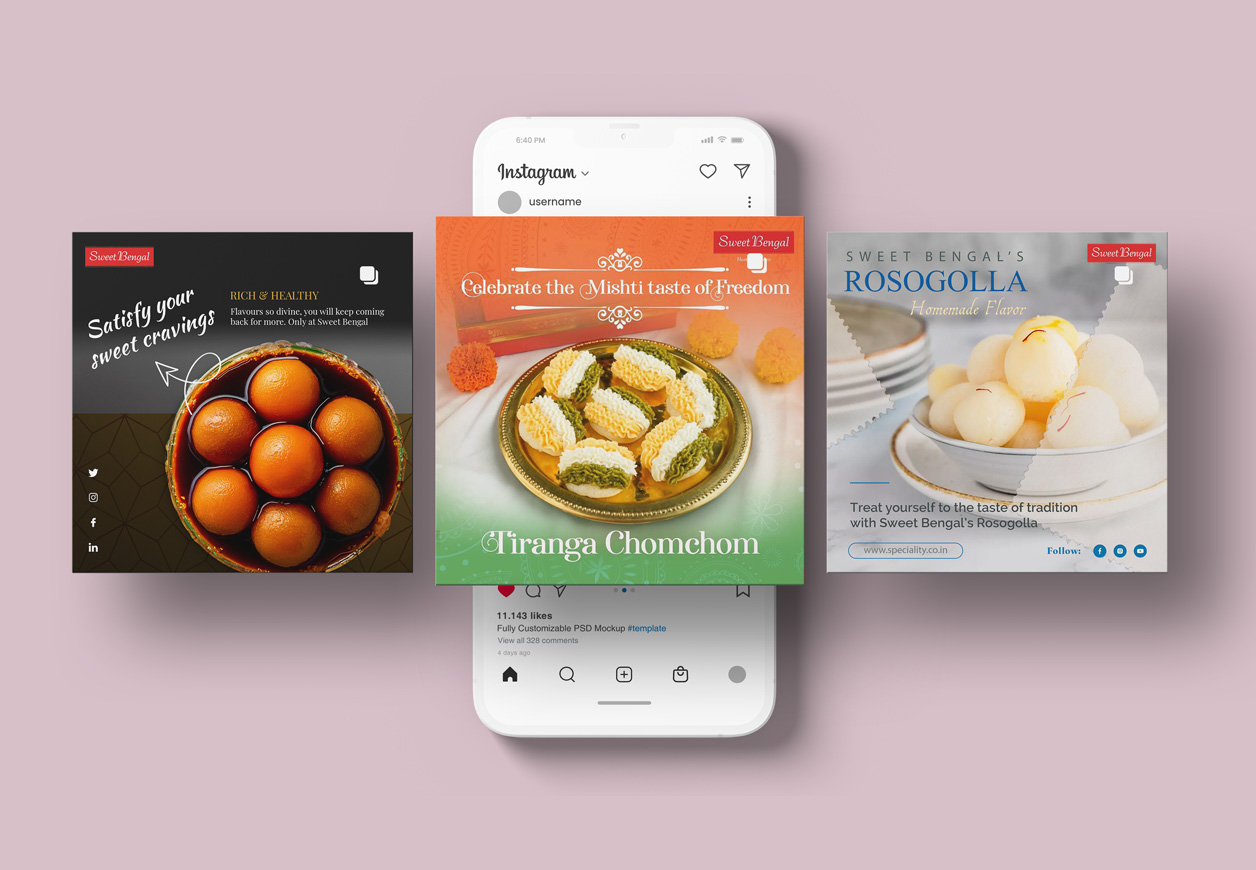 6:40 PM
Instagram
username
Sweet Bengal
Satisfy your
sweet cravings
RICH & HEALTHY
Flavours so divine, you will keep coming
back for more. Only at Sweet Bengal
Sweet Bengal
Celebrate the Mishti taste of Freedom
Tiranga Chomchom
SWEET BENGAL'S
ROSOGOLLA
Homemade Flavor
Sweet Bengal
Treat yourself to the taste of tradition
with Sweet Bengal's Rosogolla
www.speciality.co.in
Follow:
11.143 likes
Fully Customizable PSD Mockup #template
View all 328 comments
4 days ago